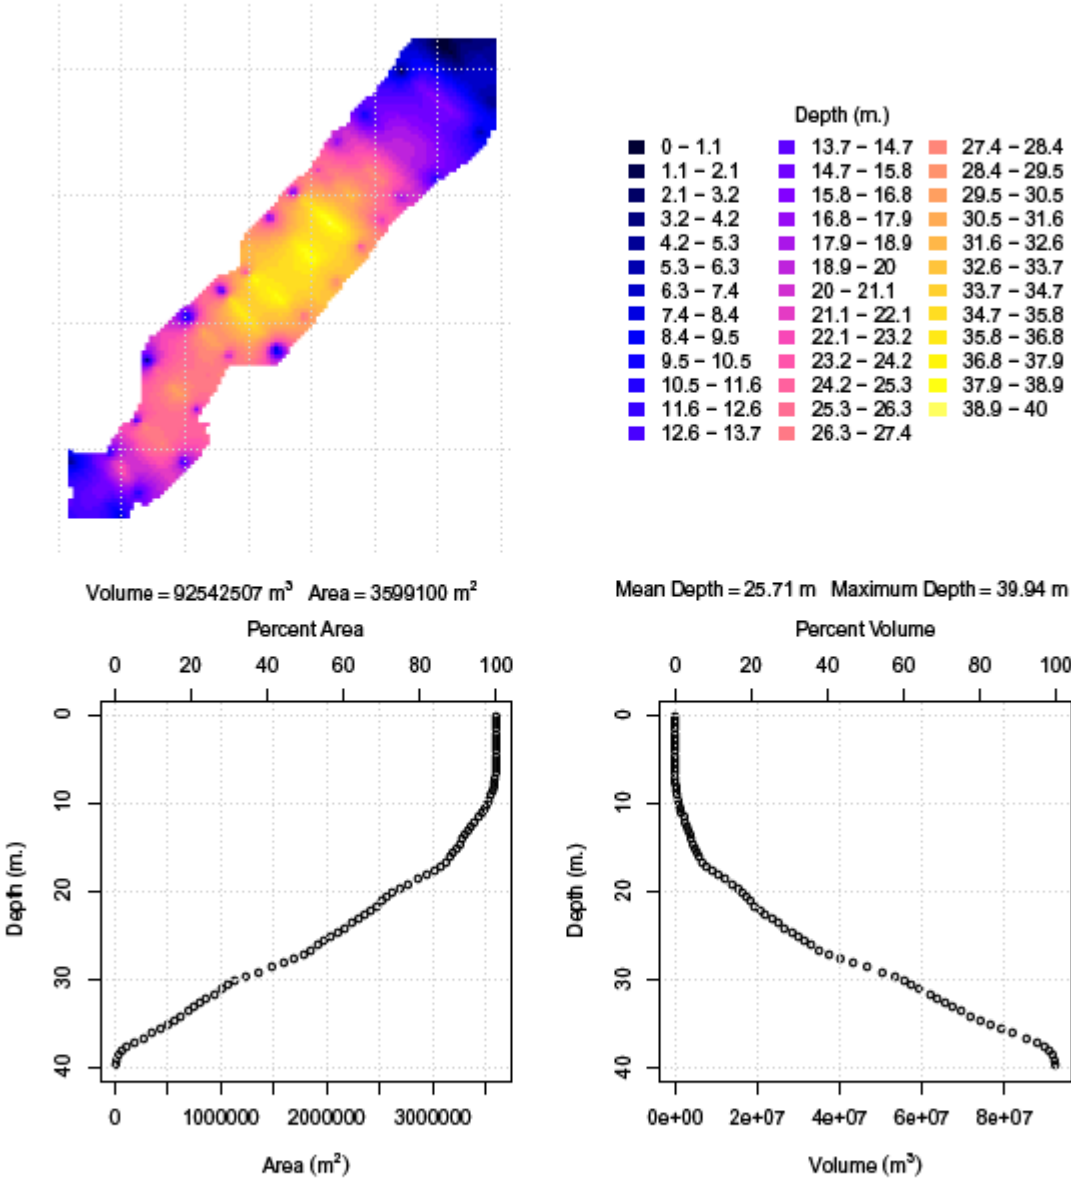 Depth (m.)
0 – 1.1 13.7 – 14.7 27.4 – 28.4
1.1 – 2.1 14.7 – 15.8 28.4 – 29.5
2.1 – 3.2 15.8 – 16.8 29.5 – 30.5
3.2 – 4.2 16.8 – 17.9 30.5 – 31.6
4.2 – 5.3 17.9 – 18.9 31.6 – 32.6
5.3 – 6.3 18.9 – 20 32.6 – 33.7
6.3 – 7.4 20 – 21.1 33.7 – 34.7
7.4 – 8.4 21.1 – 22.1 34.7 – 35.8
8.4 – 9.5 22.1 – 23.2 35.8 – 36.8
9.5 – 10.5 23.2 – 24.2 36.8 – 37.9
10.5 – 11.6 24.2 – 25.3 37.9 – 38.9
11.6 – 12.6 25.3 – 26.3 38.9 – 40
12.6 – 13.7 26.3 – 27.4
Volume = 92542507 m³ Area = 3599100 m²
Mean Depth = 25.71 m Maximum Depth = 39.94 m
Percent Area
0 20 40 60 80 100
Depth (m.)
0
10
20
30
40
0 1000000 2000000 3000000
Area (m²)
Percent Volume
0 20 40 60 80 100
Depth (m.)
0
10
20
30
40
0e+00 2e+07 4e+07 6e+07 8e+07
Volume (m³)